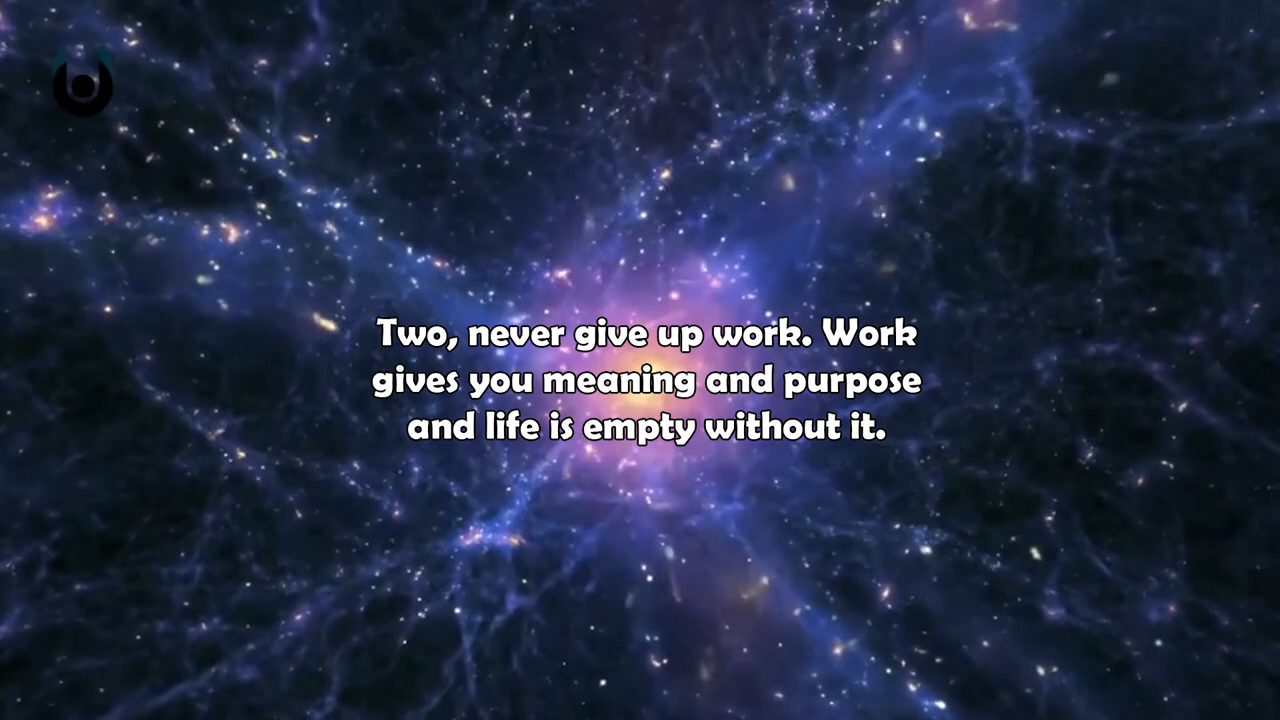 Two, never give up work. Work
gives you meaning and purpose
and life is empty without it.